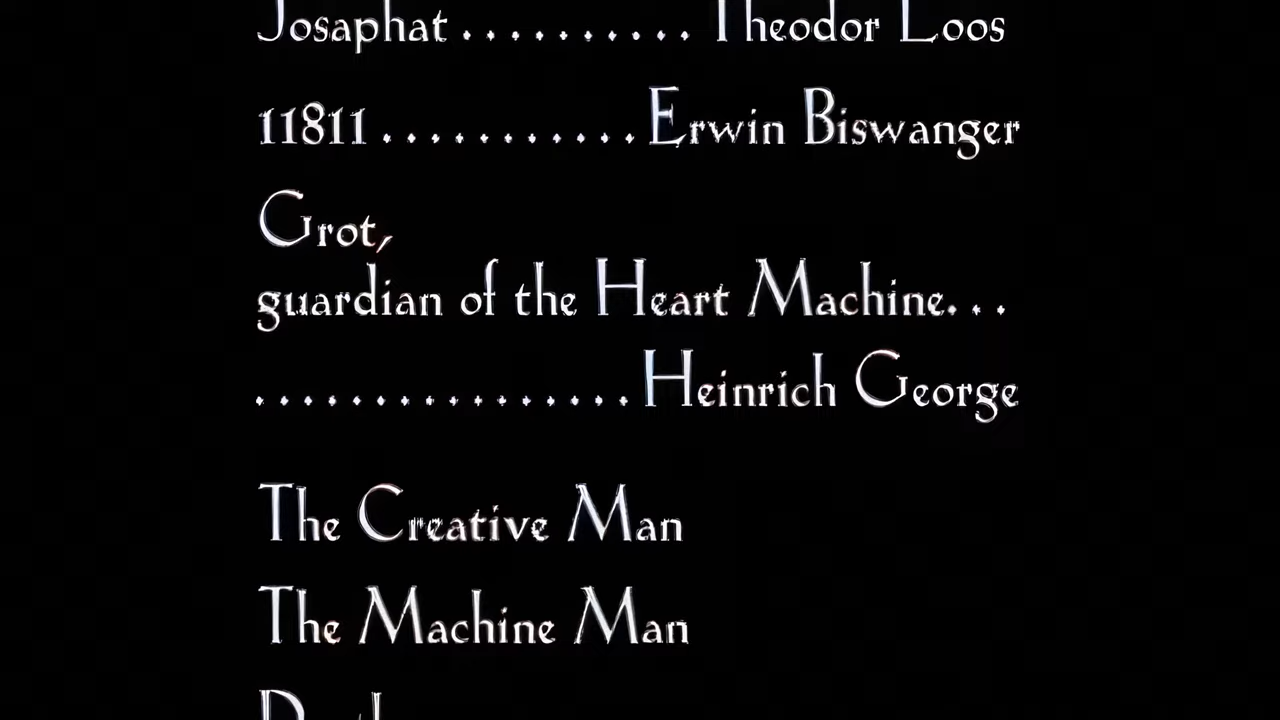 Josaphat .......... Theodor Loos
11811 ........... Erwin Biswanger
Grot,
guardian of the Heart Machine. . .
................ Heinrich George
The Creative Man
The Machine Man